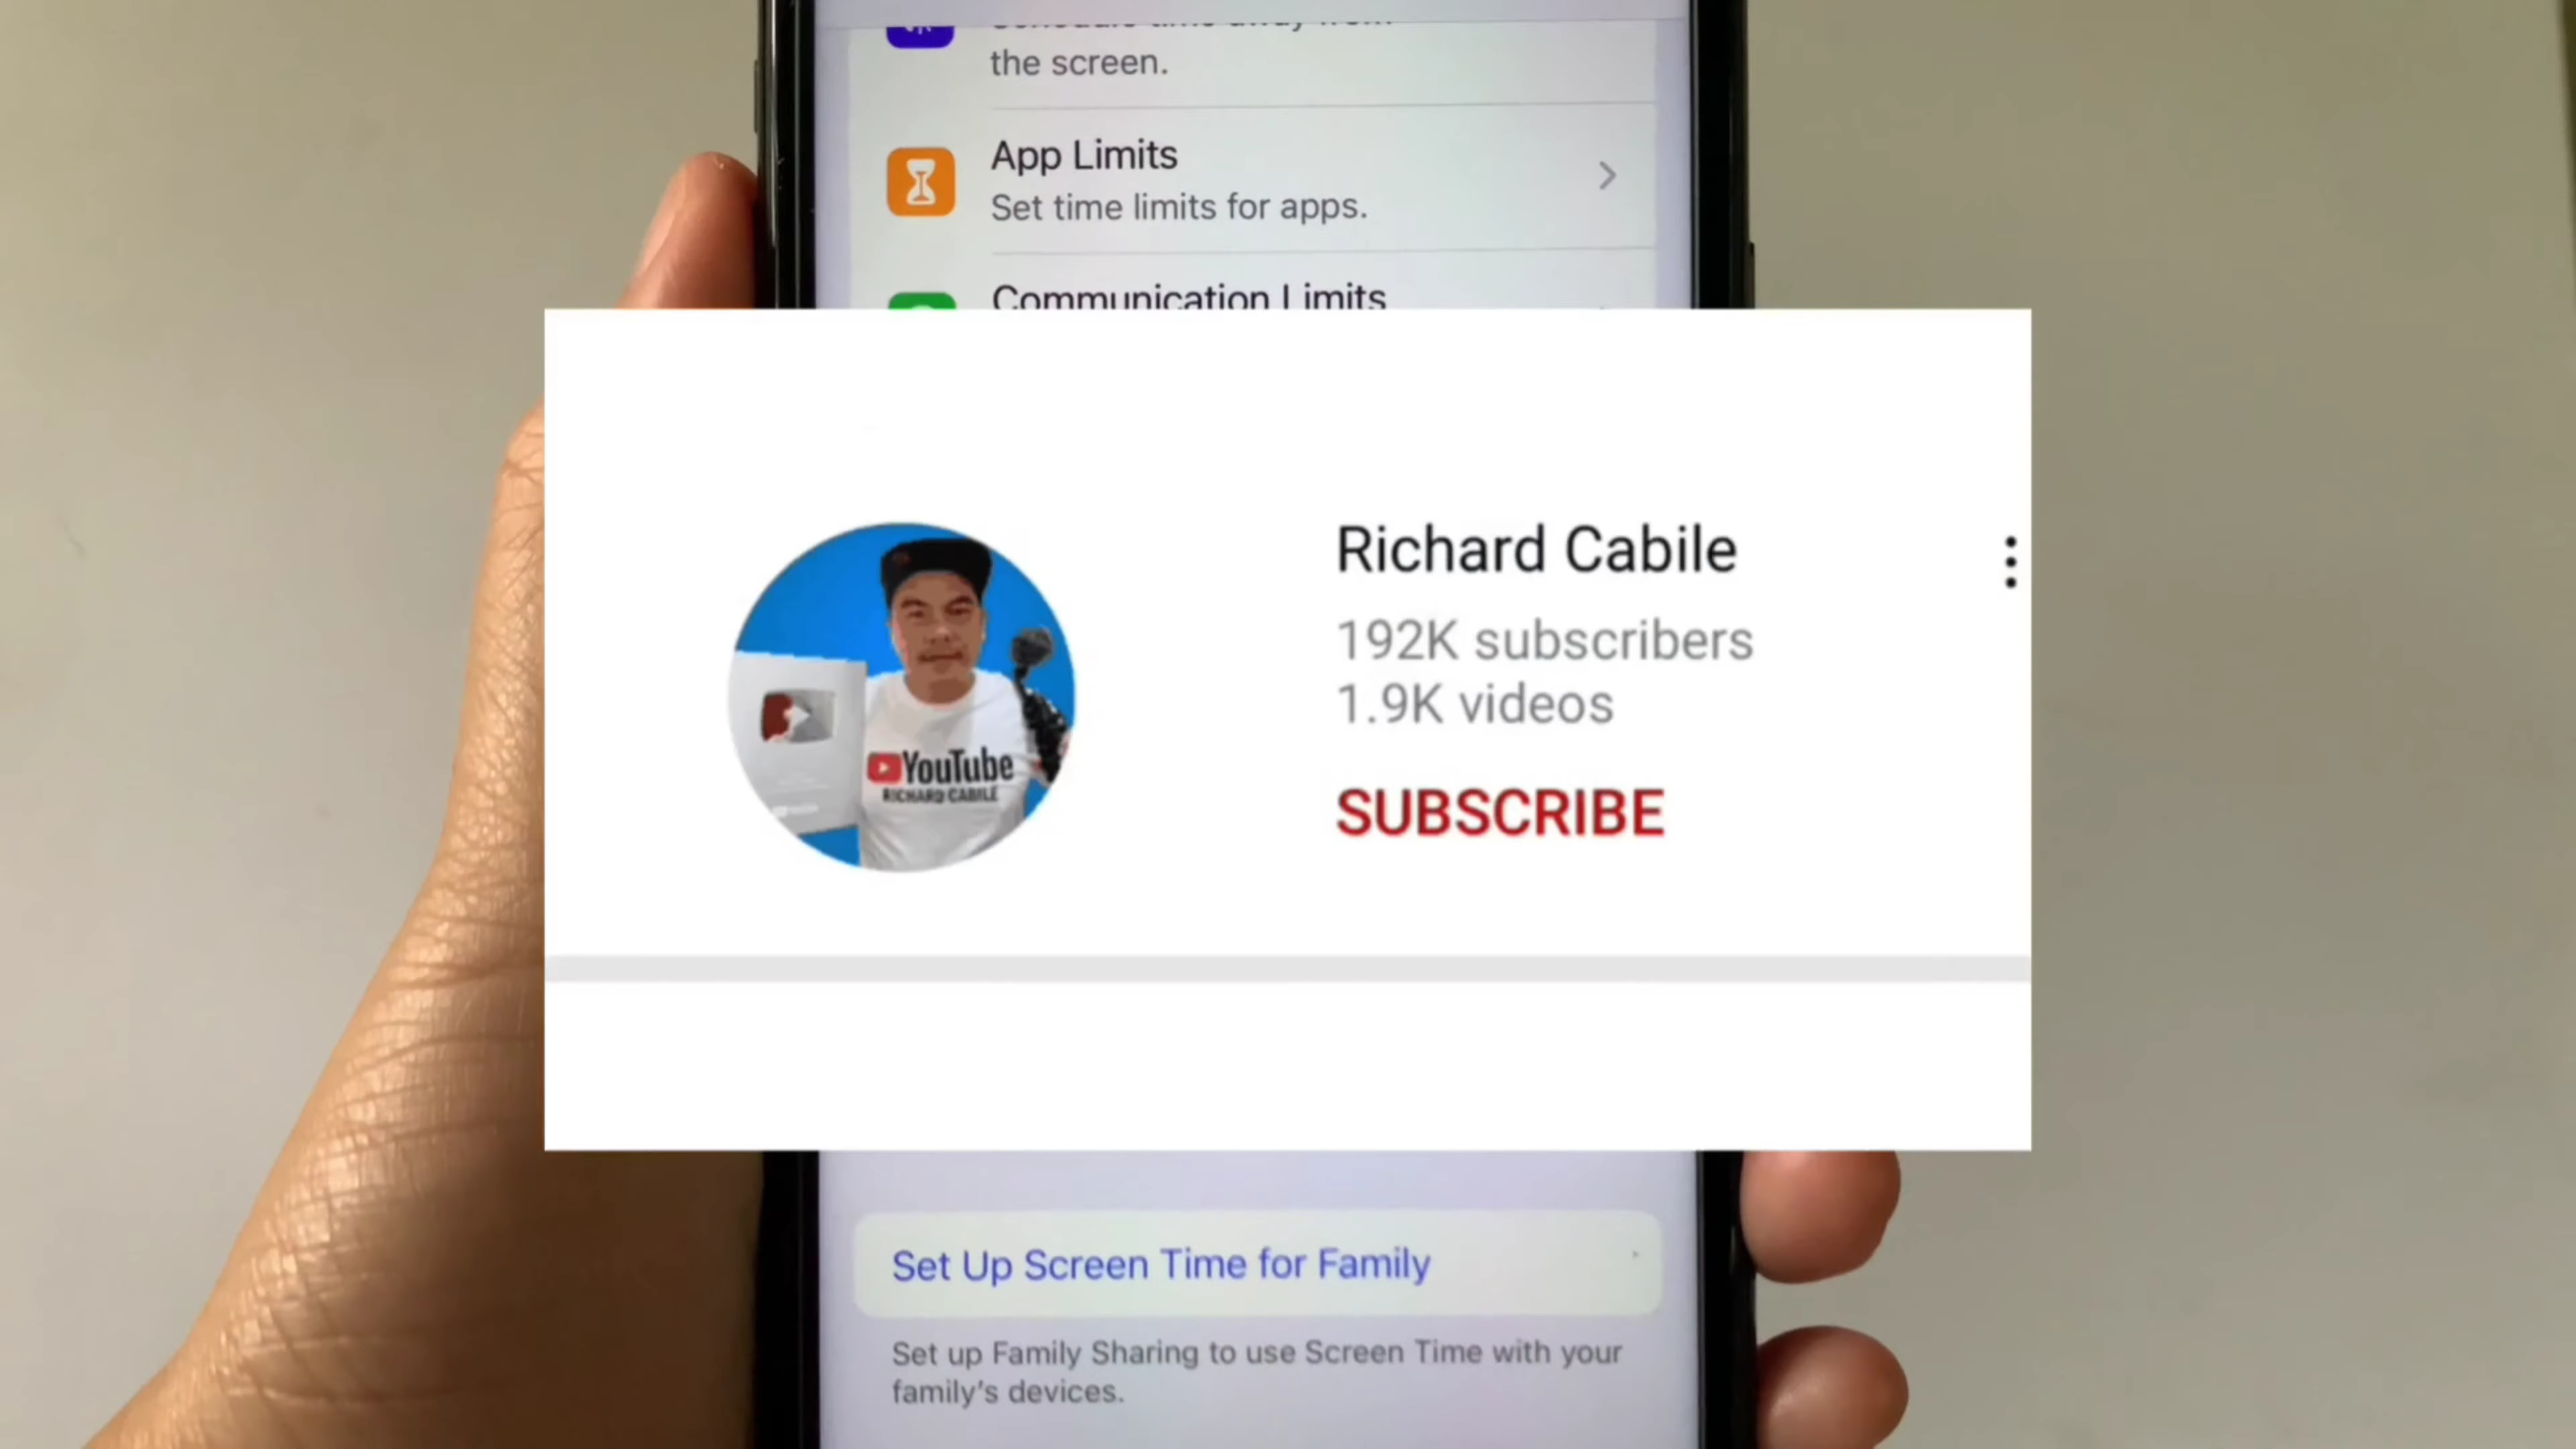 the screen.
App Limits
Set time limits for apps.
Communication Limits
Richard Cabile
192K subscribers
1.9K videos
SUBSCRIBE
YouTube
RICHARD CABILE
Set Up Screen Time for Family
Set up Family Sharing to use Screen Time with your
family's devices.